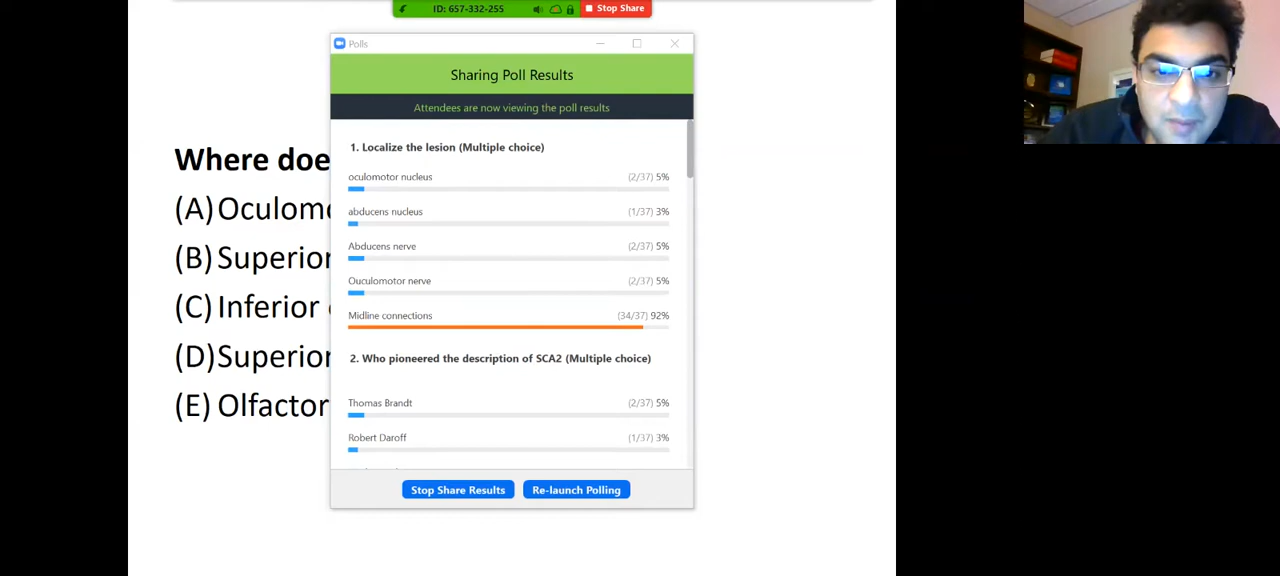 ID: 657-332-255
Stop Share
Polls
Sharing Poll Results
Attendees are now viewing the poll results
1. Localize the lesion (Multiple choice)
oculomotor nucleus (2/37) 5%
abducens nucleus (1/37) 3%
Abducens nerve (2/37) 5%
Ouculomotor nerve (2/37) 5%
Midline connections (34/37) 92%
2. Who pioneered the description of SCA2 (Multiple choice)
Thomas Brandt (2/37) 5%
Robert Daroff (1/37) 3%
Stop Share Results
Re-launch Polling
Where doe
(A) Oculomo
(B) Superior
(C) Inferior
(D) Superior
(E) Olfactor